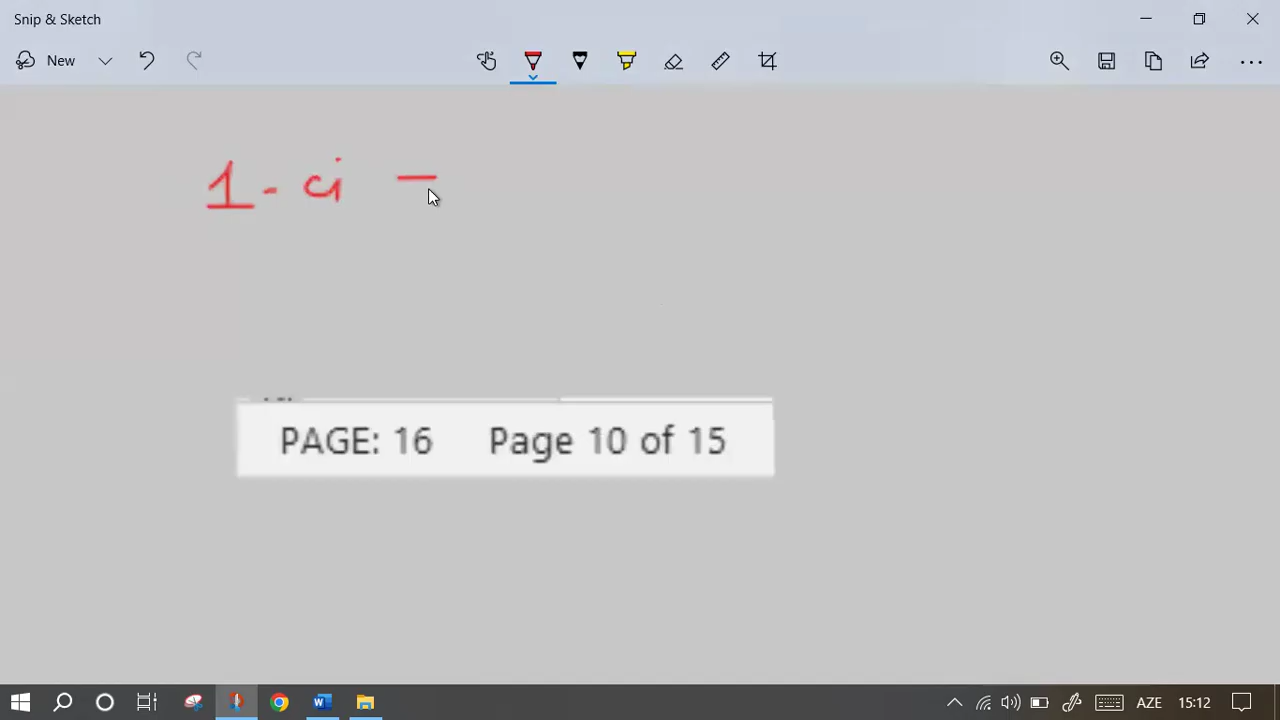 Snip & Sketch
New
1-ci –
PAGE: 16 Page 10 of 15
AZE 15:12